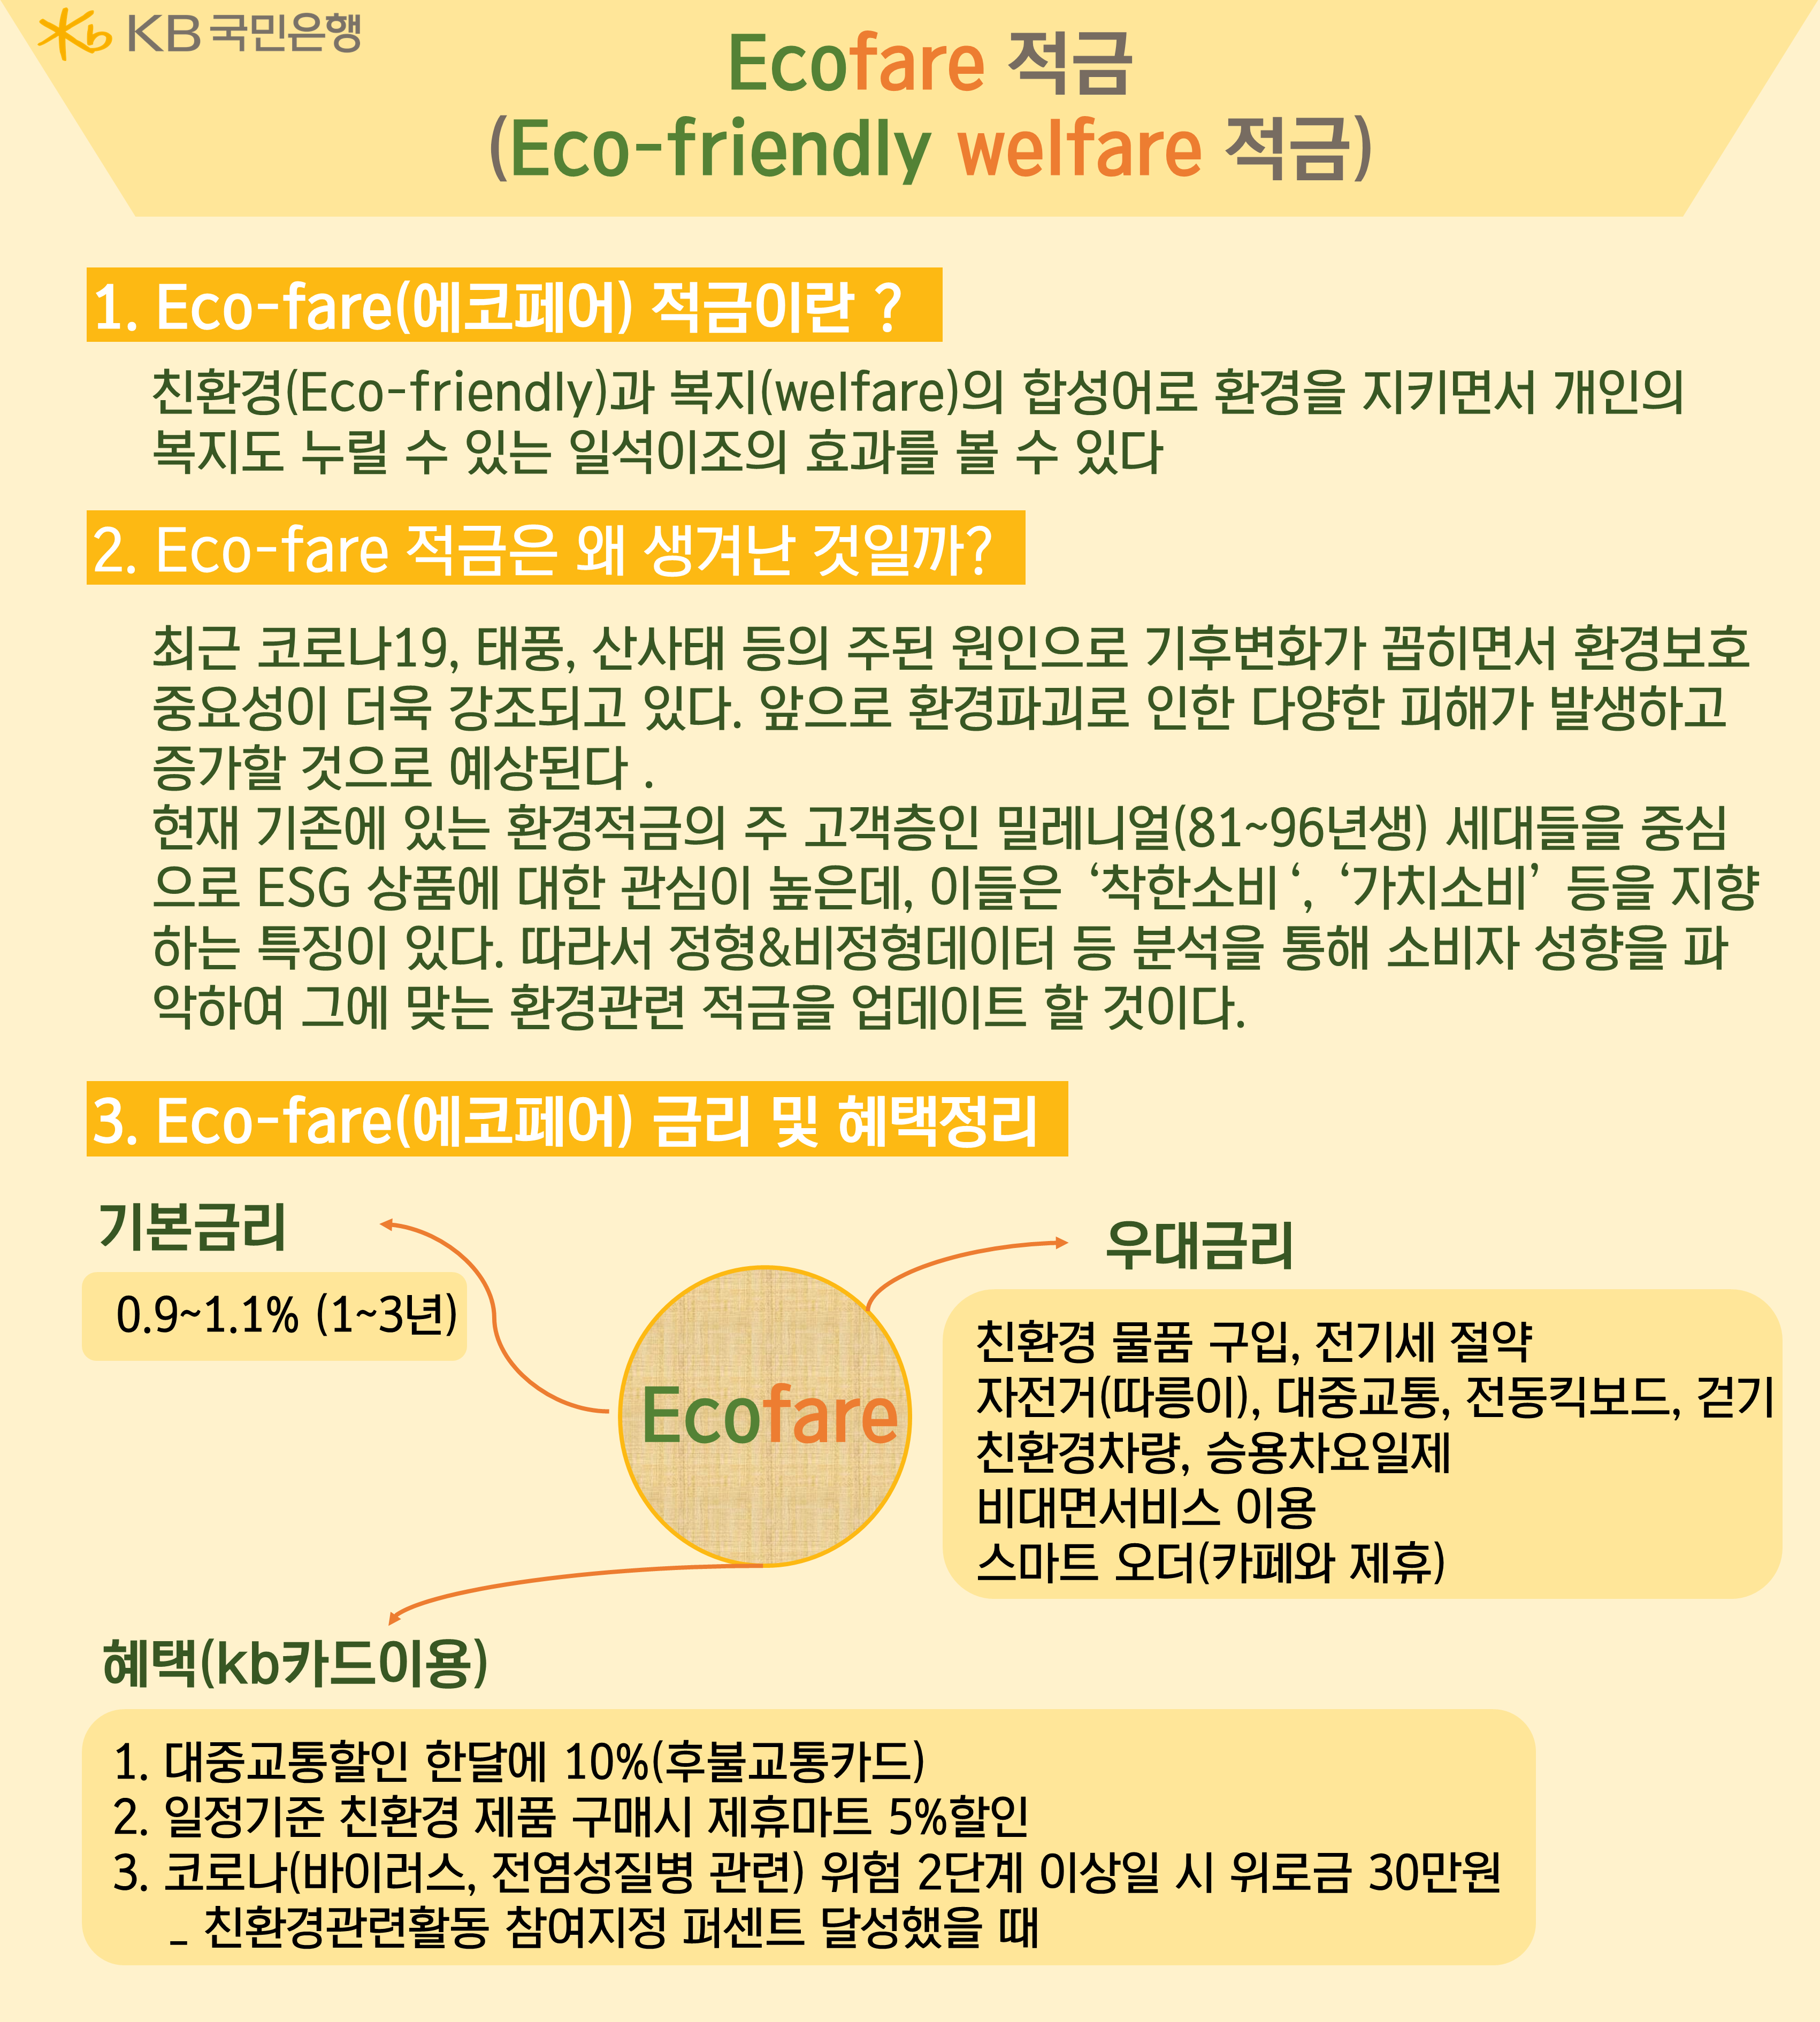 KB 국민은행
Ecofare 적금
(Eco-friendly welfare 적금)
1. Eco-fare(에코페어) 적금이란 ?
친환경(Eco-friendly)과 복지(welfare)의 합성어로 환경을 지키면서 개인의
복지도 누릴 수 있는 일석이조의 효과를 볼 수 있다
2. Eco-fare 적금은 왜 생겨난 것일까?
최근 코로나19, 태풍, 산사태 등의 주된 원인으로 기후변화가 꼽히면서 환경보호
중요성이 더욱 강조되고 있다. 앞으로 환경파괴로 인한 다양한 피해가 발생하고
증가할 것으로 예상된다 .
현재 기존에 있는 환경적금의 주 고객층인 밀레니얼(81~96년생) 세대들을 중심
으로 ESG 상품에 대한 관심이 높은데, 이들은 ‘착한소비 ‘, ‘가치소비’ 등을 지향
하는 특징이 있다. 따라서 정형&비정형데이터 등 분석을 통해 소비자 성향을 파
악하여 그에 맞는 환경관련 적금을 업데이트 할 것이다.
3. Eco-fare(에코페어) 금리 및 혜택정리
기본금리
0.9~1.1% (1~3년)
우대금리
친환경 물품 구입, 전기세 절약
자전거(따릉이), 대중교통, 전동킥보드, 걷기
친환경차량, 승용차요일제
비대면서비스 이용
스마트 오더(카페와 제휴)
Ecofare
혜택(kb카드이용)
1. 대중교통할인 한달에 10%(후불교통카드)
2. 일정기준 친환경 제품 구매시 제휴마트 5%할인
3. 코로나(바이러스, 전염성질병 관련) 위험 2단계 이상일 시 위로금 30만원
_ 친환경관련활동 참여지정 퍼센트 달성했을 때